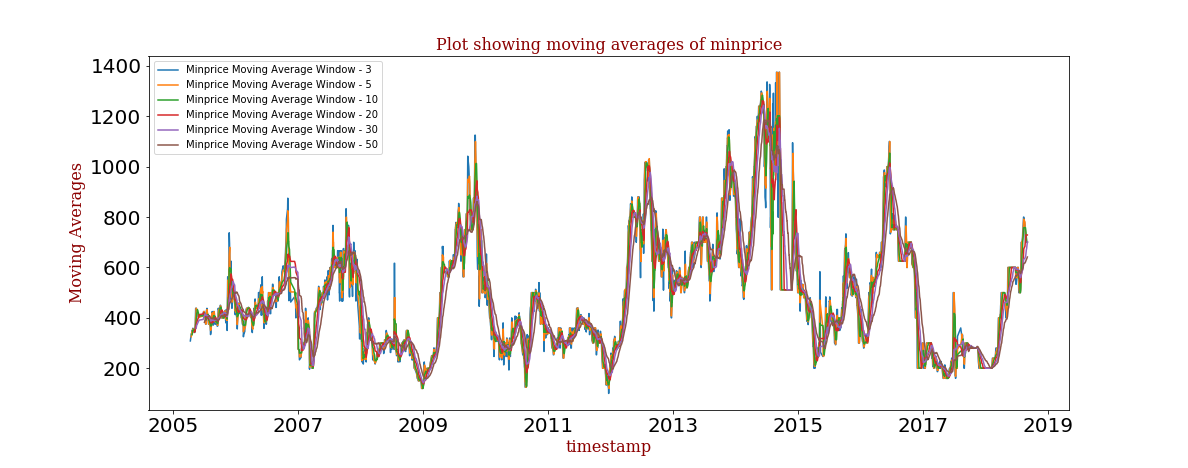 Plot showing moving averages of minprice
Minprice Moving Average Window - 3
Minprice Moving Average Window - 5
Minprice Moving Average Window - 10
Minprice Moving Average Window - 20
Minprice Moving Average Window - 30
Minprice Moving Average Window - 50
Moving Averages
1400
1200
1000
800
600
400
200
2005 2007 2009 2011 2013 2015 2017 2019
timestamp